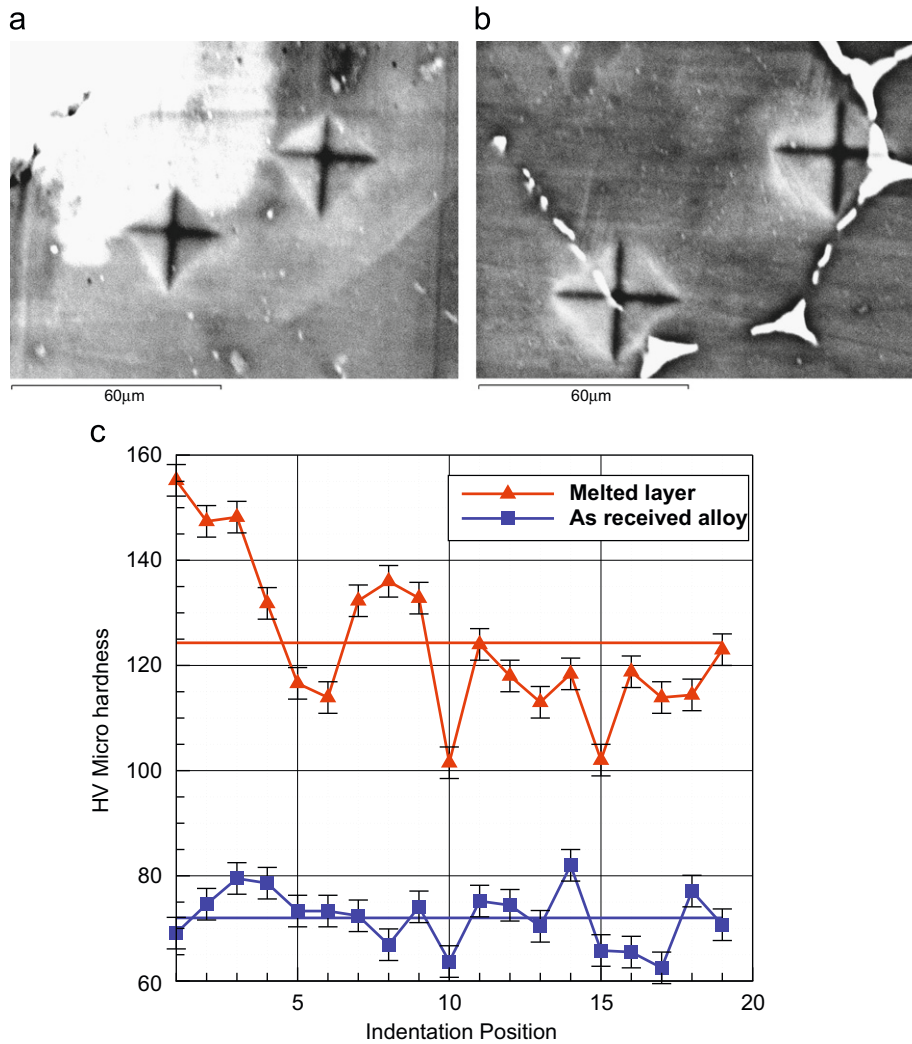 a
b
60μm
60μm
c
160
140
120
100
80
60
HV Micro hardness
Melted layer
As received alloy
5
10
15
20
Indentation Position